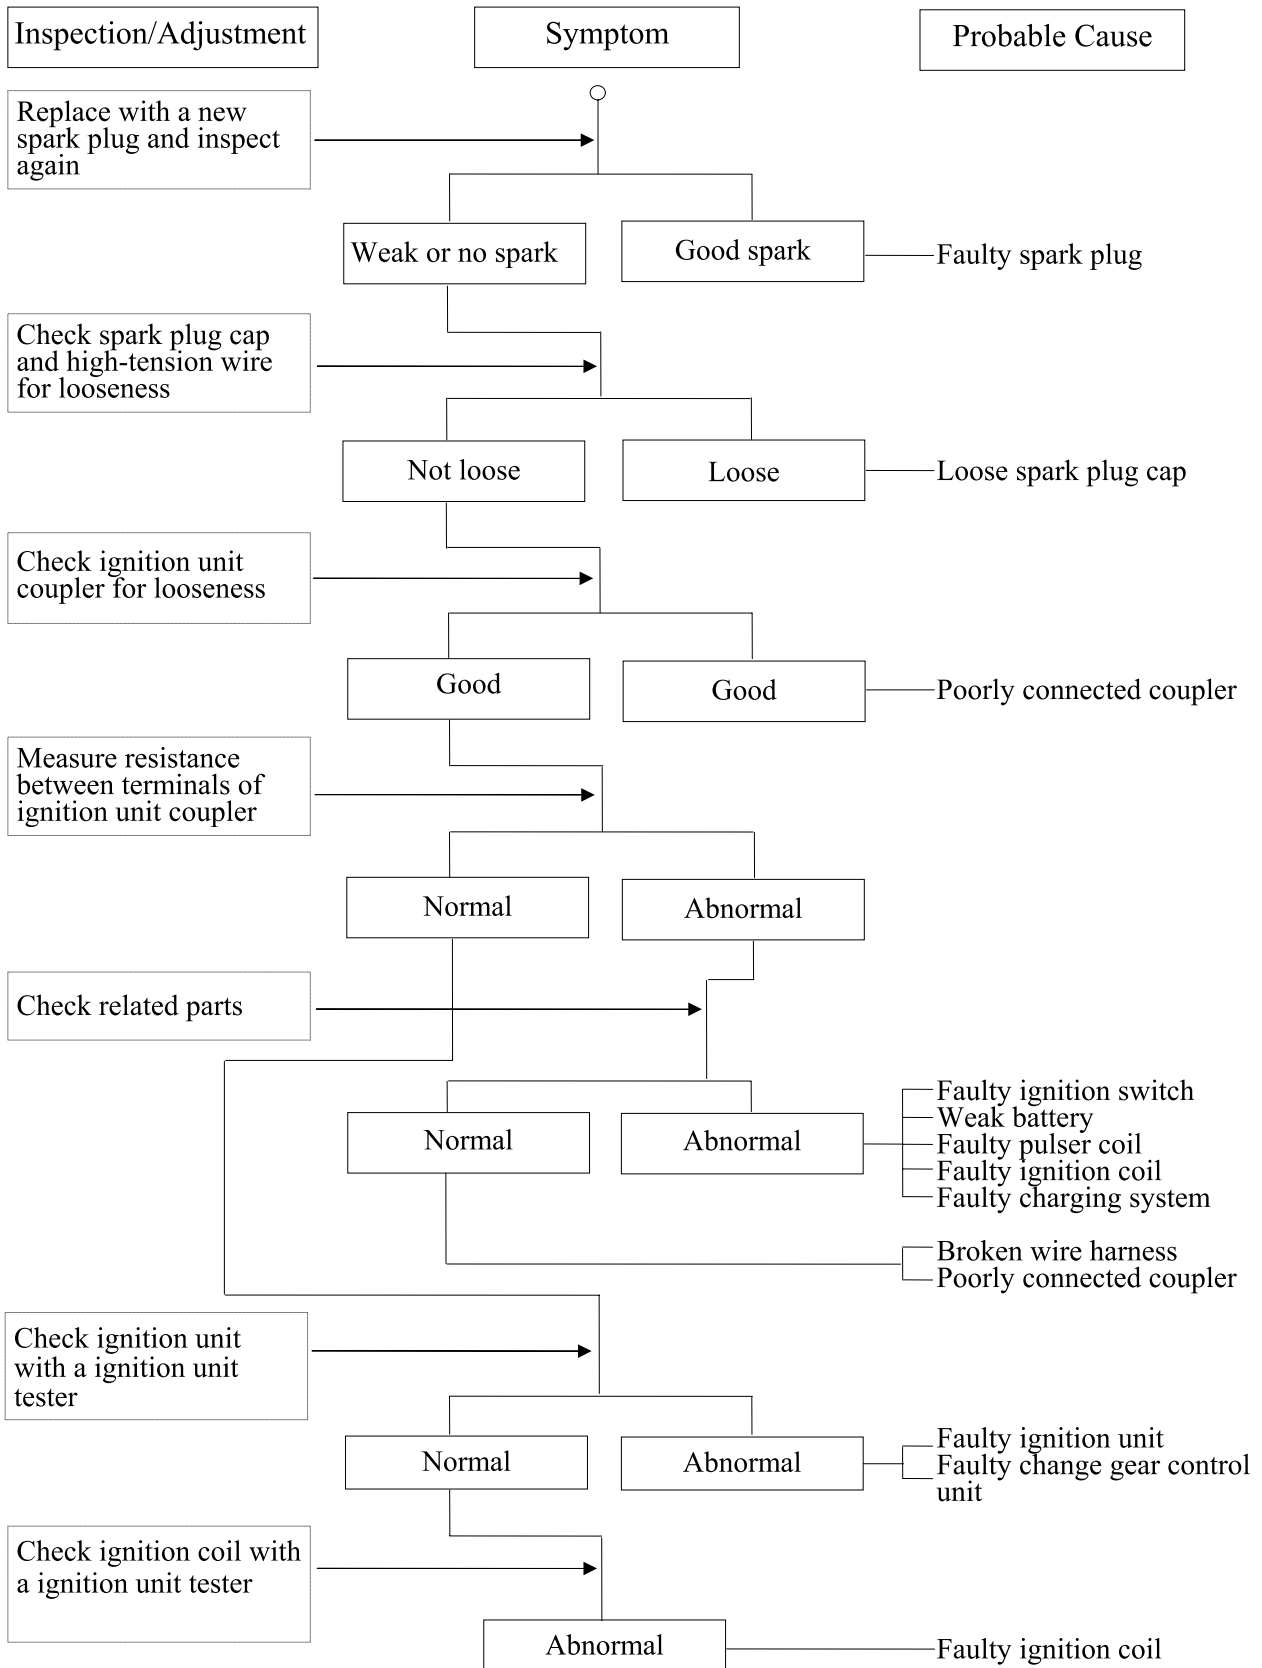 Inspection/Adjustment
Symptom
Probable Cause
Replace with a new
spark plug and inspect
again
Weak or no spark
Good spark
Faulty spark plug
Check spark plug cap
and high-tension wire
for looseness
Not loose
Loose
Loose spark plug cap
Check ignition unit
coupler for looseness
Good
Good
Poorly connected coupler
Measure resistance
between terminals of
ignition unit coupler
Normal
Abnormal
Check related parts
Normal
Abnormal
Faulty ignition switch
Weak battery
Faulty pulser coil
Faulty ignition coil
Faulty charging system
Broken wire harness
Poorly connected coupler
Check ignition unit
with a ignition unit
tester
Normal
Abnormal
Faulty ignition unit
Faulty change gear control
unit
Check ignition coil with
a ignition unit tester
Abnormal
Faulty ignition coil